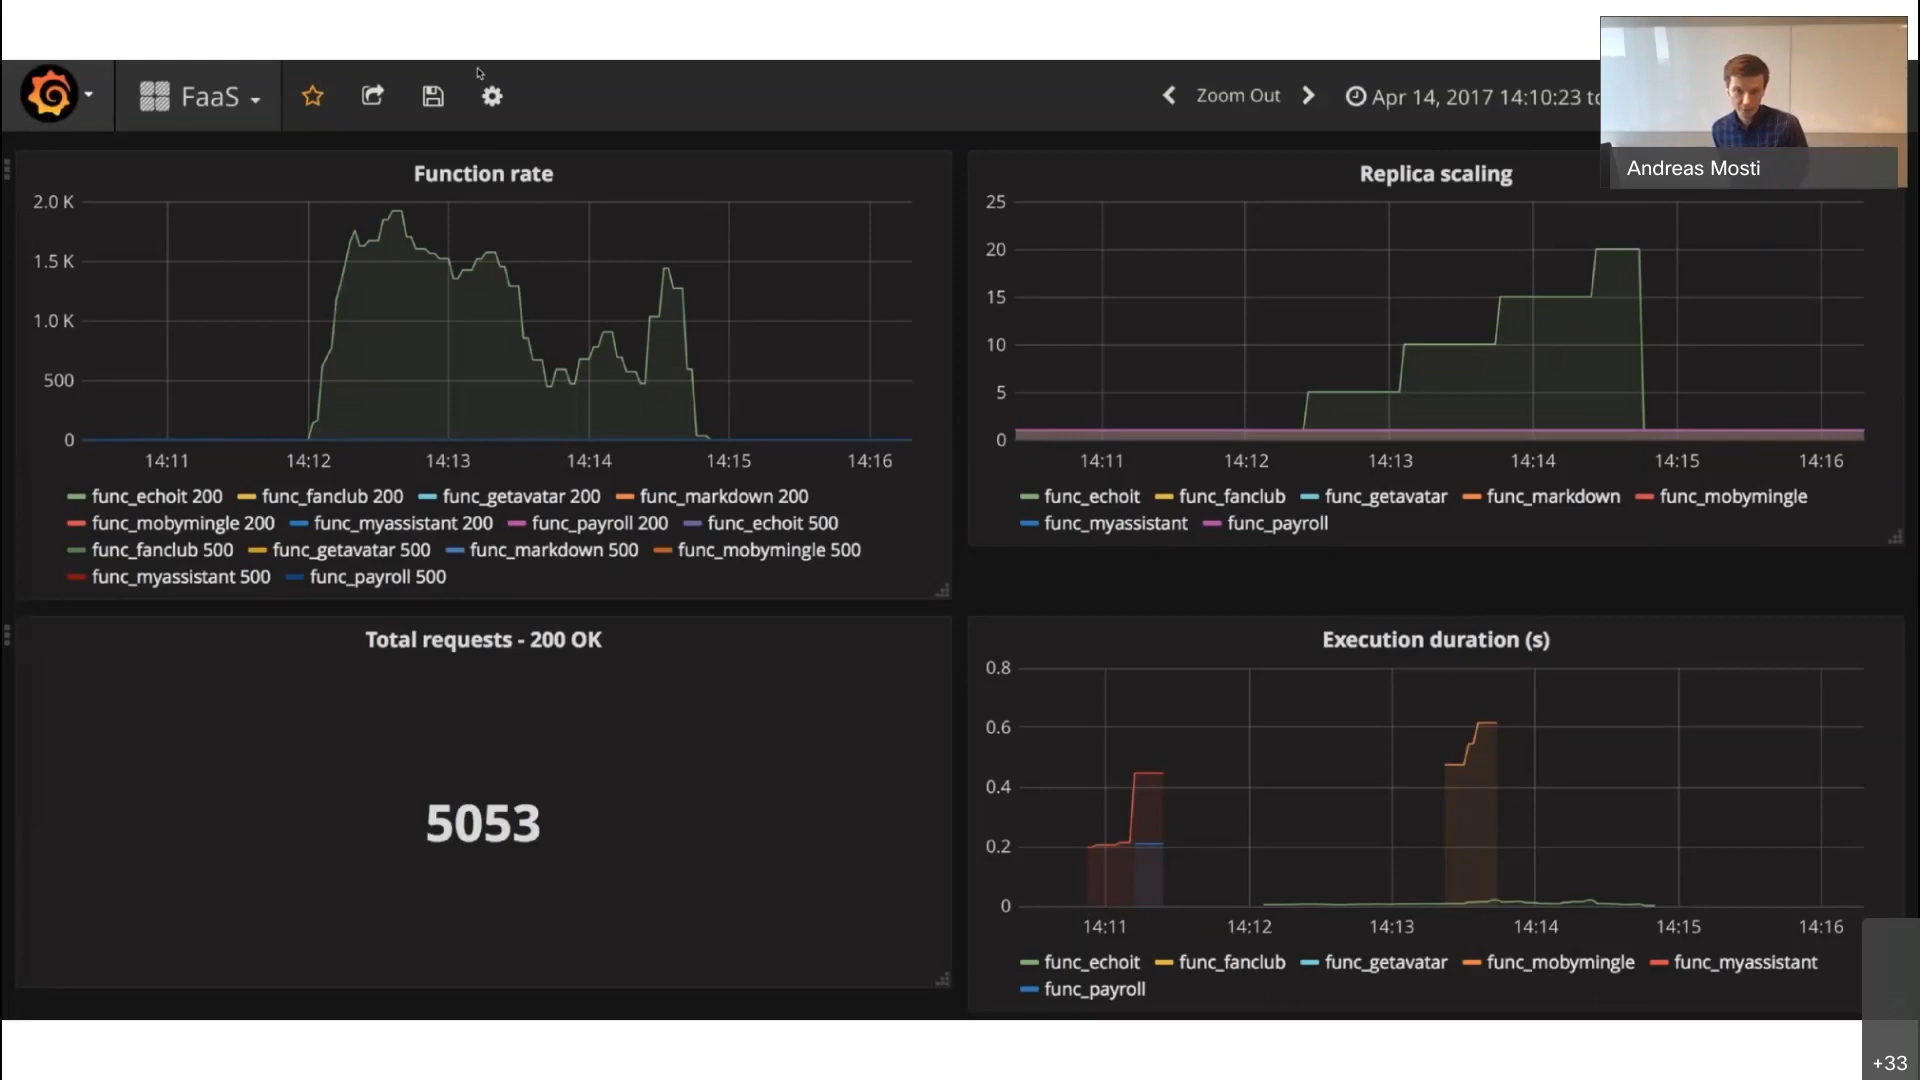 FaaS
Zoom Out
Apr 14, 2017 14:10:23 to
Andreas Mosti
Function rate
2.0 K
1.5 K
1.0 K
500
0
14:11 14:12 14:13 14:14 14:15 14:16
func_echoit 200 func_fanclub 200 func_getavatar 200 func_markdown 200
func_mobymingle 200 func_myassistant 200 func_payroll 200 func_echoit 500
func_fanclub 500 func_getavatar 500 func_markdown 500 func_mobymingle 500
func_myassistant 500 func_payroll 500
Replica scaling
25
20
15
10
5
0
14:11 14:12 14:13 14:14 14:15 14:16
func_echoit func_fanclub func_getavatar func_markdown func_mobymingle
func_myassistant func_payroll
Total requests - 200 OK
5053
Execution duration (s)
0.8
0.6
0.4
0.2
0
14:11 14:12 14:13 14:14 14:15 14:16
func_echoit func_fanclub func_getavatar func_mobymingle func_myassistant
func_payroll
+33